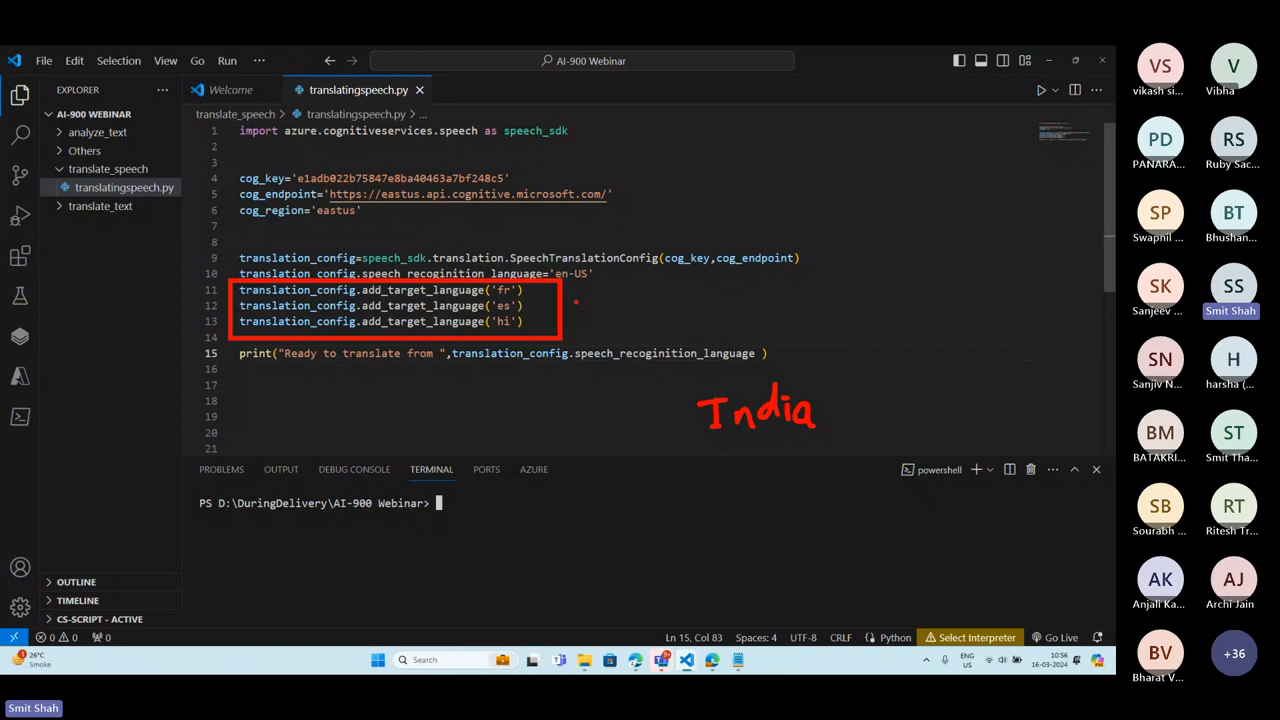 File Edit Selection View Go Run ··· AI-900 Webinar
EXPLORER ···
AI-900 WEBINAR
analyze_text
Others
translate_speech
translatingspeech.py
translate_text
OUTLINE
TIMELINE
CS-SCRIPT - ACTIVE
Welcome translatingspeech.py
translate_speech > translatingspeech.py > ...
1 import azure.cognitiveservices.speech as speech_sdk
2
3
4 cog_key='e1adb022b75847e8ba40463a7bf248c5'
5 cog_endpoint='https://eastus.api.cognitive.microsoft.com/'
6 cog_region='eastus'
7
8
9 translation_config=speech_sdk.translation.SpeechTranslationConfig(cog_key,cog_endpoint)
10 translation_config.speech_recoginition_language='en-US'
11 translation_config.add_target_language('fr')
12 translation_config.add_target_language('es')
13 translation_config.add_target_language('hi')
14
15 print("Ready to translate from ",translation_config.speech_recoginition_language )
16
17
18
19
20
21
India
PROBLEMS OUTPUT DEBUG CONSOLE TERMINAL PORTS AZURE powershell
PS D:\DuringDelivery\AI-900 Webinar>
0 0 0 Ln 15, Col 83 Spaces: 4 UTF-8 CRLF Python Select Interpreter Go Live
1 26°C
Smoke
Search
9+
ENG
US
10:56
16-03-2024
Smit Shah
VS V
vikash si... Vibha
PD RS
PANARA... Ruby Sac...
SP BT
Swapnil ... Bhushan...
SK SS
Sanjeev ... Smit Shah
SN H
Sanjiv N... harsha (...
BM ST
BATAKRI... Smit Tha...
SB RT
Sourabh ... Ritesh Tr...
AK AJ
Anjali Ka... Archi Jain
BV +36
Bharat V...